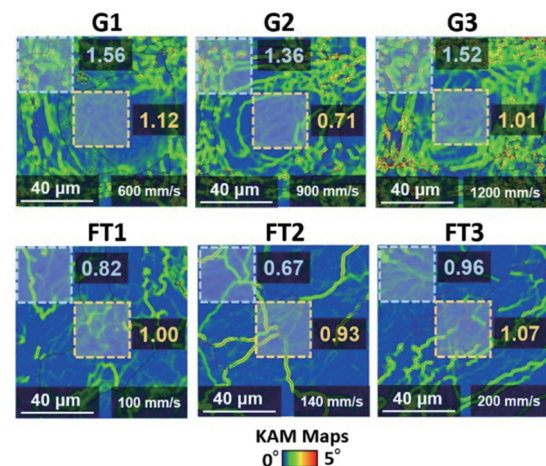 G1 G2 G3
1.56 1.36 1.52
1.12 0.71 1.01
40 µm 600 mm/s 40 µm 900 mm/s 40 µm 1200 mm/s
FT1 FT2 FT3
0.82 0.67 0.96
1.00 0.93 1.07
40 µm 100 mm/s 40 µm 140 mm/s 40 µm 200 mm/s
KAM Maps
0° 5°